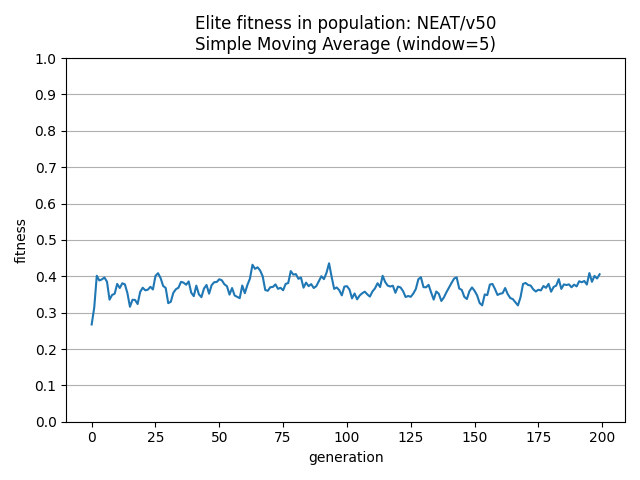 Elite fitness in population: NEAT/v50
Simple Moving Average (window=5)
1.0
0.9
0.8
0.7
0.6
0.5
0.4
0.3
0.2
0.1
0.0
fitness
0 25 50 75 100 125 150 175 200
generation